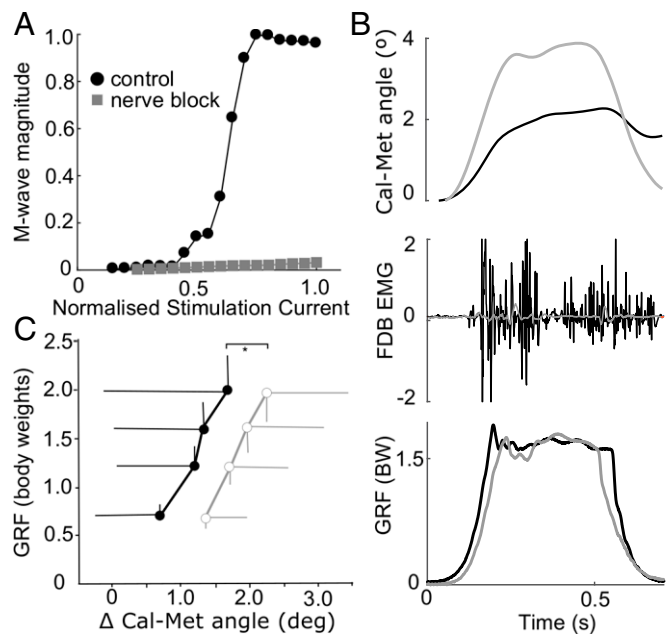 A
M-wave magnitude
1.0
0.8
0.6
0.4
0.2
0
control
nerve block
0.5
1.0
Normalised Stimulation Current
B
Cal-Met angle (º)
4
2
0
FDB EMG
2
0
-2
GRF (BW)
1.5
0
0
0.5
Time (s)
C
GRF (body weights)
2.5
2.0
1.5
1.0
0.5
0
*
0
1.0
2.0
3.0
Δ Cal-Met angle (deg)